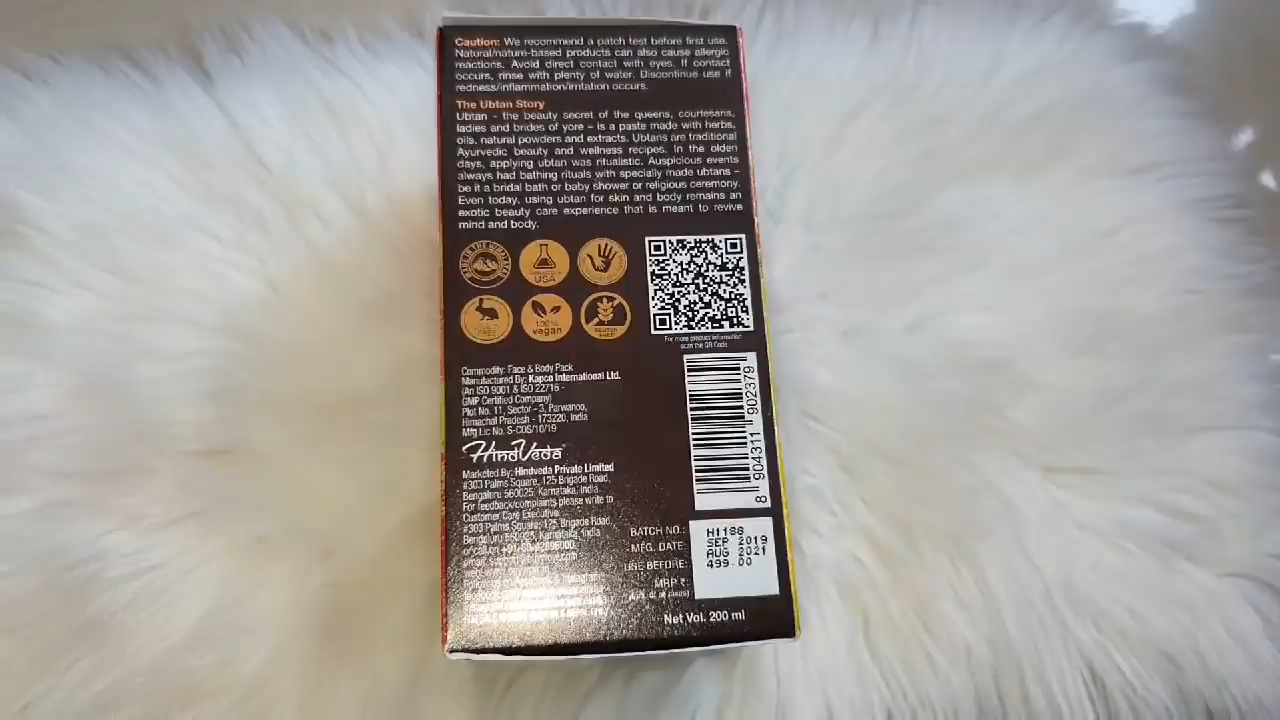 Caution: We recommend a patch test before first use.
Natural/nature-based products can also cause allergic
reactions. Avoid direct contact with eyes. If contact
occurs, rinse with plenty of water. Discontinue use if
redness/inflammation/irritation occurs.
The Ubtan Story
Ubtan - the beauty secret of the queens, courtesans,
ladies and brides of yore – is a paste made with herbs,
oils, natural powders and extracts. Ubtans are traditional
Ayurvedic beauty and wellness recipes. In the olden
days, applying ubtan was ritualistic. Auspicious events
always had bathing rituals with specially made ubtans –
be it a bridal bath or baby shower or religious ceremony.
Even today, using ubtan for skin and body remains an
exotic beauty care experience that is meant to revive
mind and body.
MADE IN THE HIMALAYAS
USA
100%
vegan
GLUTEN
FREE
For more product information
scan the QR Code
Commodity: Face & Body Pack
Manufactured By: Kapco International Ltd.
(An ISO 9001 & ISO 22716 -
GMP Certified Company)
Plot No. 11, Sector - 3, Parwanoo,
Himachal Pradesh - 173220, India
Mfg Lic No. S-COS/10/19
HindVeda
Marketed By: Hindveda Private Limited
#303 Palms Square, 125 Brigade Road,
Bengaluru 560025, Karnataka, India
For feedback/complaints please write to
Customer Care Executive
#303 Palms Square, 125 Brigade Road,
Bengaluru 560025, Karnataka, India
or call on
8 904311 902379
BATCH NO.: H1188
MFG. DATE: SEP 2019
USE BEFORE: AUG 2021
MRP ₹: 499.00
Net Vol. 200 ml